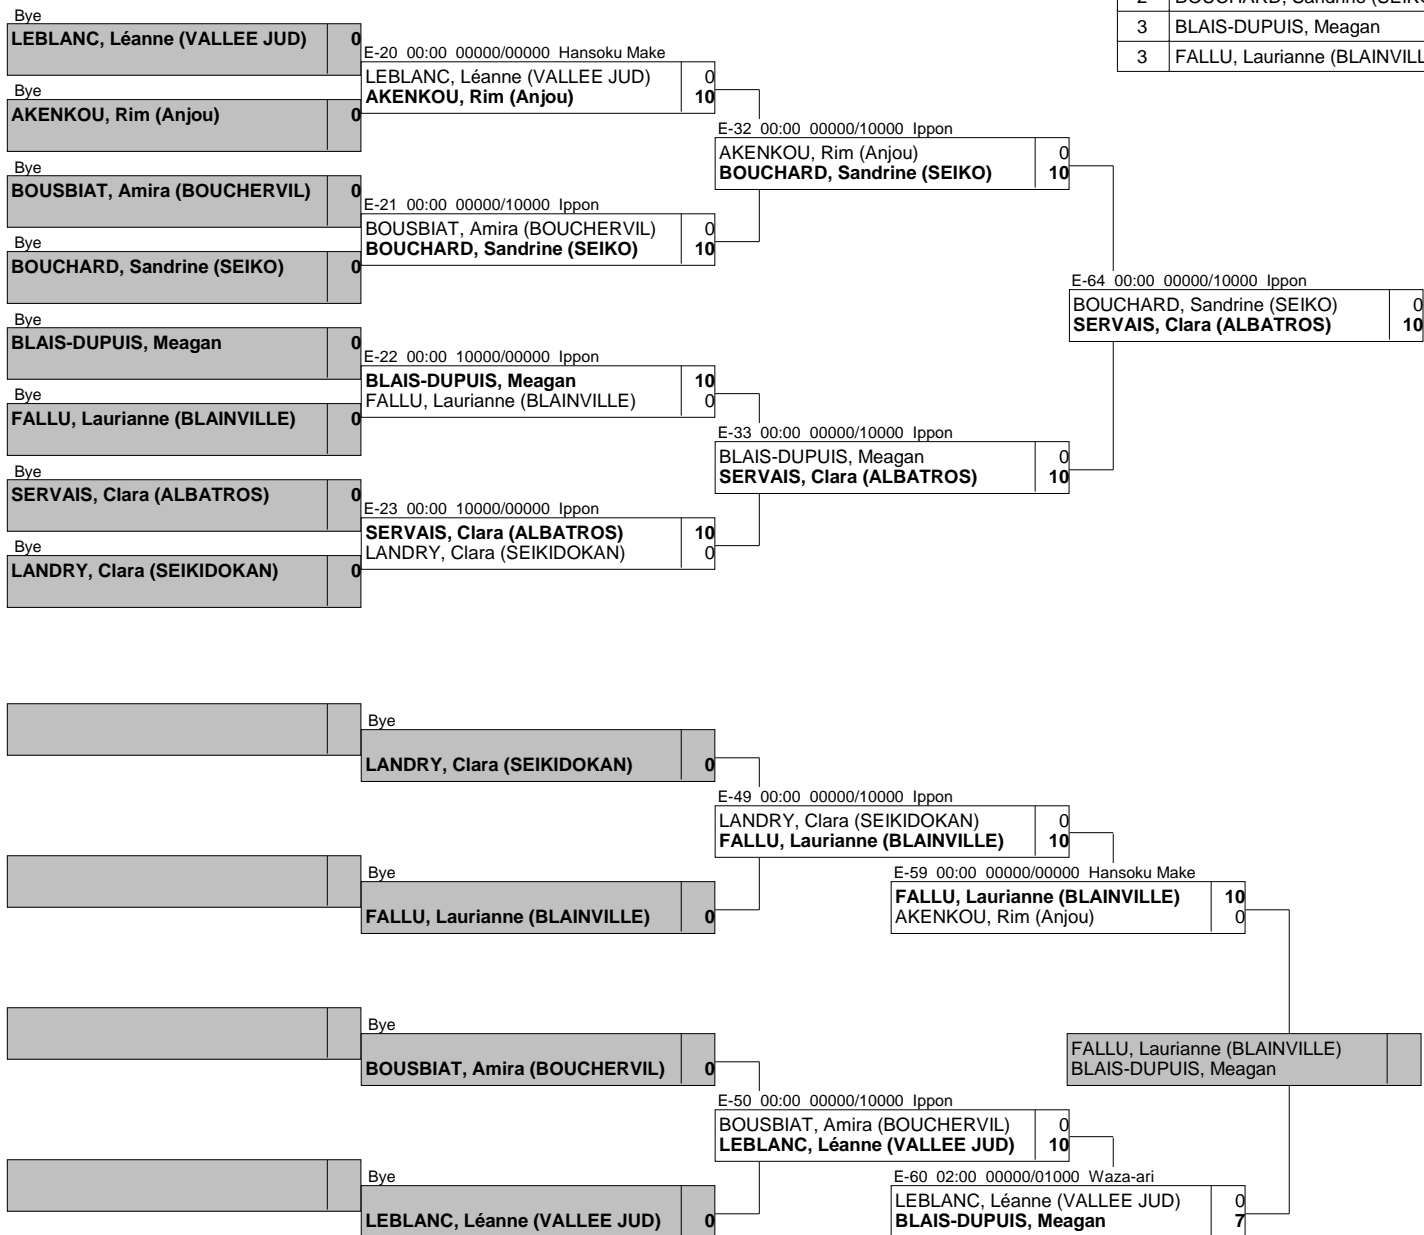 2 BOUCHARD, Sandrine
3 BLAIS-DUPUIS, Meagan
3 FALLU, Laurianne
Bye
LEBLANC, Léanne (VALLEE JUD) 0
Bye
AKENKOU, Rim (Anjou) 0
Bye
BOUSBIAT, Amira (BOUCHERVIL) 0
Bye
BOUCHARD, Sandrine (SEIKO) 0
Bye
BLAIS-DUPUIS, Meagan 0
Bye
FALLU, Laurianne (BLAINVILLE) 0
Bye
SERVAIS, Clara (ALBATROS) 0
Bye
LANDRY, Clara (SEIKIDOKAN) 0
E-20 00:00 00000/00000 Hansoku Make
LEBLANC, Léanne (VALLEE JUD) 0
AKENKOU, Rim (Anjou) 10
E-21 00:00 00000/10000 Ippon
BOUSBIAT, Amira (BOUCHERVIL) 0
BOUCHARD, Sandrine (SEIKO) 10
E-22 00:00 10000/00000 Ippon
BLAIS-DUPUIS, Meagan 10
FALLU, Laurianne (BLAINVILLE) 0
E-23 00:00 10000/00000 Ippon
SERVAIS, Clara (ALBATROS) 10
LANDRY, Clara (SEIKIDOKAN) 0
E-32 00:00 00000/10000 Ippon
AKENKOU, Rim (Anjou) 0
BOUCHARD, Sandrine (SEIKO) 10
E-33 00:00 00000/10000 Ippon
BLAIS-DUPUIS, Meagan 0
SERVAIS, Clara (ALBATROS) 10
E-64 00:00 00000/10000 Ippon
BOUCHARD, Sandrine (SEIKO) 0
SERVAIS, Clara (ALBATROS) 10
Bye
LANDRY, Clara (SEIKIDOKAN) 0
Bye
FALLU, Laurianne (BLAINVILLE) 0
Bye
BOUSBIAT, Amira (BOUCHERVIL) 0
Bye
LEBLANC, Léanne (VALLEE JUD) 0
E-49 00:00 00000/10000 Ippon
LANDRY, Clara (SEIKIDOKAN) 0
FALLU, Laurianne (BLAINVILLE) 10
E-50 00:00 00000/10000 Ippon
BOUSBIAT, Amira (BOUCHERVIL) 0
LEBLANC, Léanne (VALLEE JUD) 10
E-59 00:00 00000/00000 Hansoku Make
FALLU, Laurianne (BLAINVILLE) 10
AKENKOU, Rim (Anjou) 0
E-60 02:00 00000/01000 Waza-ari
LEBLANC, Léanne (VALLEE JUD) 0
BLAIS-DUPUIS, Meagan 7
FALLU, Laurianne (BLAINVILLE)
BLAIS-DUPUIS, Meagan